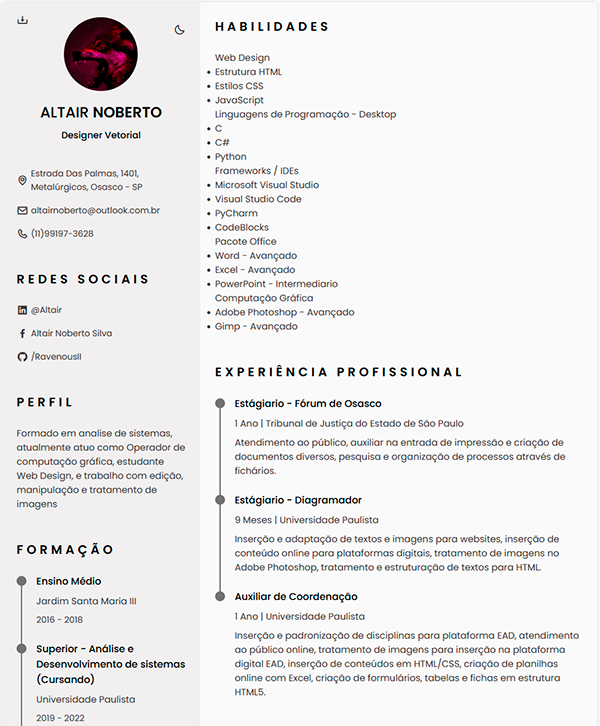 ALTAIR NOBERTO
Designer Vetorial
Estrada Das Palmas, 1401,
Metalúrgicos, Osasco - SP
altairnoberto@outlook.com.br
(11)99197-3628
REDES SOCIAIS
@Altair
Altair Noberto Silva
/RavenousII
PERFIL
Formado em analise de sistemas,
atualmente atuo como Operador de
computação gráfica, estudante
Web Design, e trabalho com edição,
manipulação e tratamento de
imagens
FORMAÇÃO
Ensino Médio
Jardim Santa Maria III
2016 - 2018
Superior - Análise e
Desenvolvimento de sistemas
(Cursando)
Universidade Paulista
2019 - 2022
HABILIDADES
Web Design
• Estrutura HTML
• Estilos CSS
• JavaScript
Linguagens de Programação - Desktop
• C
• C#
• Python
Frameworks / IDEs
• Microsoft Visual Studio
• Visual Studio Code
• PyCharm
• CodeBlocks
Pacote Office
• Word - Avançado
• Excel - Avançado
• PowerPoint - Intermediario
Computação Gráfica
• Adobe Photoshop - Avançado
• Gimp - Avançado
EXPERIÊNCIA PROFISSIONAL
Estágiario - Fórum de Osasco
1 Ano | Tribunal de Justiça do Estado de São Paulo
Atendimento ao público, auxiliar na entrada de impressão e criação de
documentos diversos, pesquisa e organização de processos através de
fichários.
Estágiario - Diagramador
9 Meses | Universidade Paulista
Inserção e adaptação de textos e imagens para websites, inserção de
conteúdo online para plataformas digitais, tratamento de imagens no
Adobe Photoshop, tratamento e estruturação de textos para HTML.
Auxiliar de Coordenação
1 Ano | Universidade Paulista
Inserção e padronização de disciplinas para plataforma EAD, atendimento
ao público online, tratamento de imagens para inserção na plataforma
digital EAD, inserção de conteúdos em HTML/CSS, criação de planilhas
online com Excel, criação de formulários, tabelas e fichas em estrutura
HTML5.